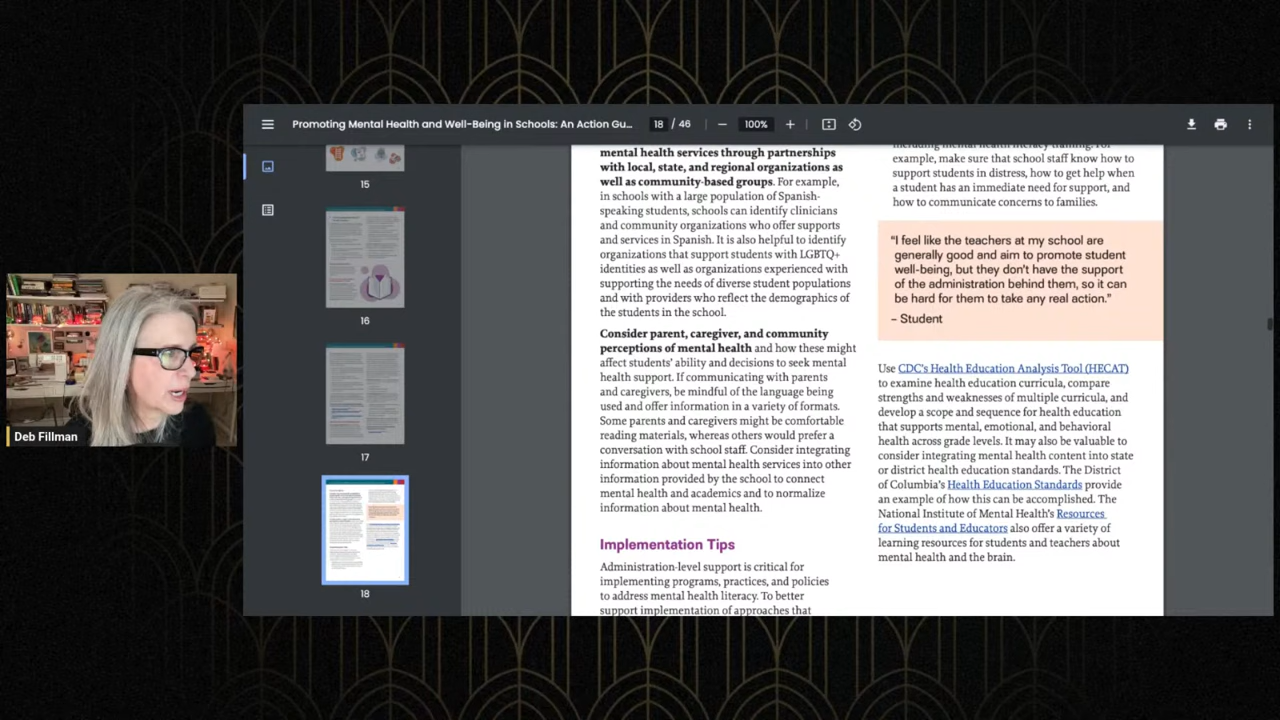 Promoting Mental Health and Well-Being in Schools: An Action Gu...
18 / 46
100%
15
16
17
18
Deb Fillman
mental health services through partnerships
with local, state, and regional organizations as
well as community-based groups. For example,
in schools with a large population of Spanish-
speaking students, schools can identify clinicians
and community organizations who offer supports
and services in Spanish. It is also helpful to identify
organizations that support students with LGBTQ+
identities as well as organizations experienced with
supporting the needs of diverse student populations
and with providers who reflect the demographics of
the students in the school.
Consider parent, caregiver, and community
perceptions of mental health and how these might
affect students' ability and decisions to seek mental
health support. If communicating with parents
and caregivers, be mindful of the language being
used and offer information in a variety of formats.
Some parents and caregivers might be comfortable
reading materials, whereas others would prefer a
conversation with school staff. Consider integrating
information about mental health services into other
information provided by the school to connect
mental health and academics and to normalize
information about mental health.
Implementation Tips
Administration-level support is critical for
implementing programs, practices, and policies
to address mental health literacy. To better
support implementation of approaches that
including mental health literacy training. For
example, make sure that school staff know how to
support students in distress, how to get help when
a student has an immediate need for support, and
how to communicate concerns to families.
"I feel like the teachers at my school are
generally good and aim to promote student
well-being, but they don't have the support
of the administration behind them, so it can
be hard for them to take any real action."
– Student
Use CDC's Health Education Analysis Tool (HECAT)
to examine health education curricula, compare
strengths and weaknesses of multiple curricula, and
develop a scope and sequence for health education
that supports mental, emotional, and behavioral
health across grade levels. It may also be valuable to
consider integrating mental health content into state
or district health education standards. The District
of Columbia's Health Education Standards provide
an example of how this can be accomplished. The
National Institute of Mental Health's Resources
for Students and Educators also offer a variety of
learning resources for students and teachers about
mental health and the brain.